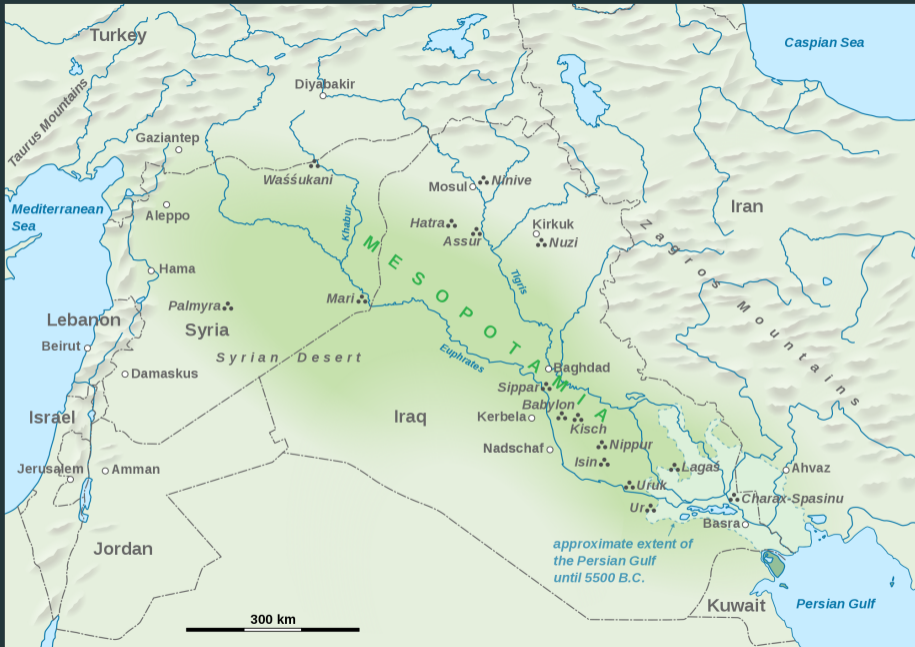 Turkey
Caspian Sea
Diyabakir
Taurus Mountains
Gaziantep
Waśśukani
Mosul
Ninive
Mediterranean
Sea
Aleppo
Khabur
Hatra
Assur
Kirkuk
Nuzi
Iran
Zagros Mountains
MESOPOTAMIA
Hama
Tigris
Mari
Palmyra
Lebanon
Syria
Beirut
Syrian Desert
Euphrates
Damaskus
Baghdad
Sippar
Babylon
Israel
Iraq
Kerbela
Kisch
Nadschaf
Nippur
Isin
Jerusalem
Amman
Lagaš
Ahvaz
Uruk
Charax-Spasinu
Ur
Basra
Jordan
approximate extent of
the Persian Gulf
until 5500 B.C.
Kuwait
Persian Gulf
300 km